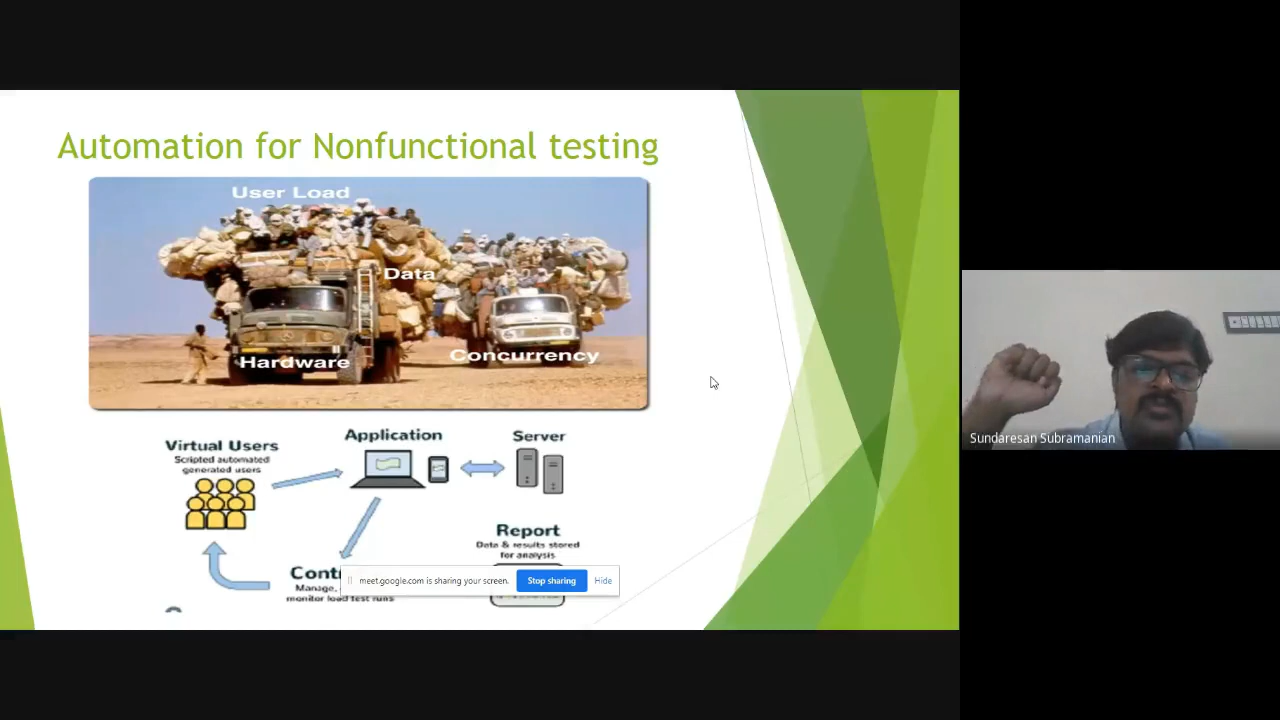 Automation for Nonfunctional testing
User Load
Data
Hardware
Concurrency
Virtual Users
Scripted automated
generated users
Application
Server
Report
Data & results stored
for analysis
Manage,
monitor load test runs
meet.google.com is sharing your screen.
Stop sharing
Hide
Sundaresan Subramanian